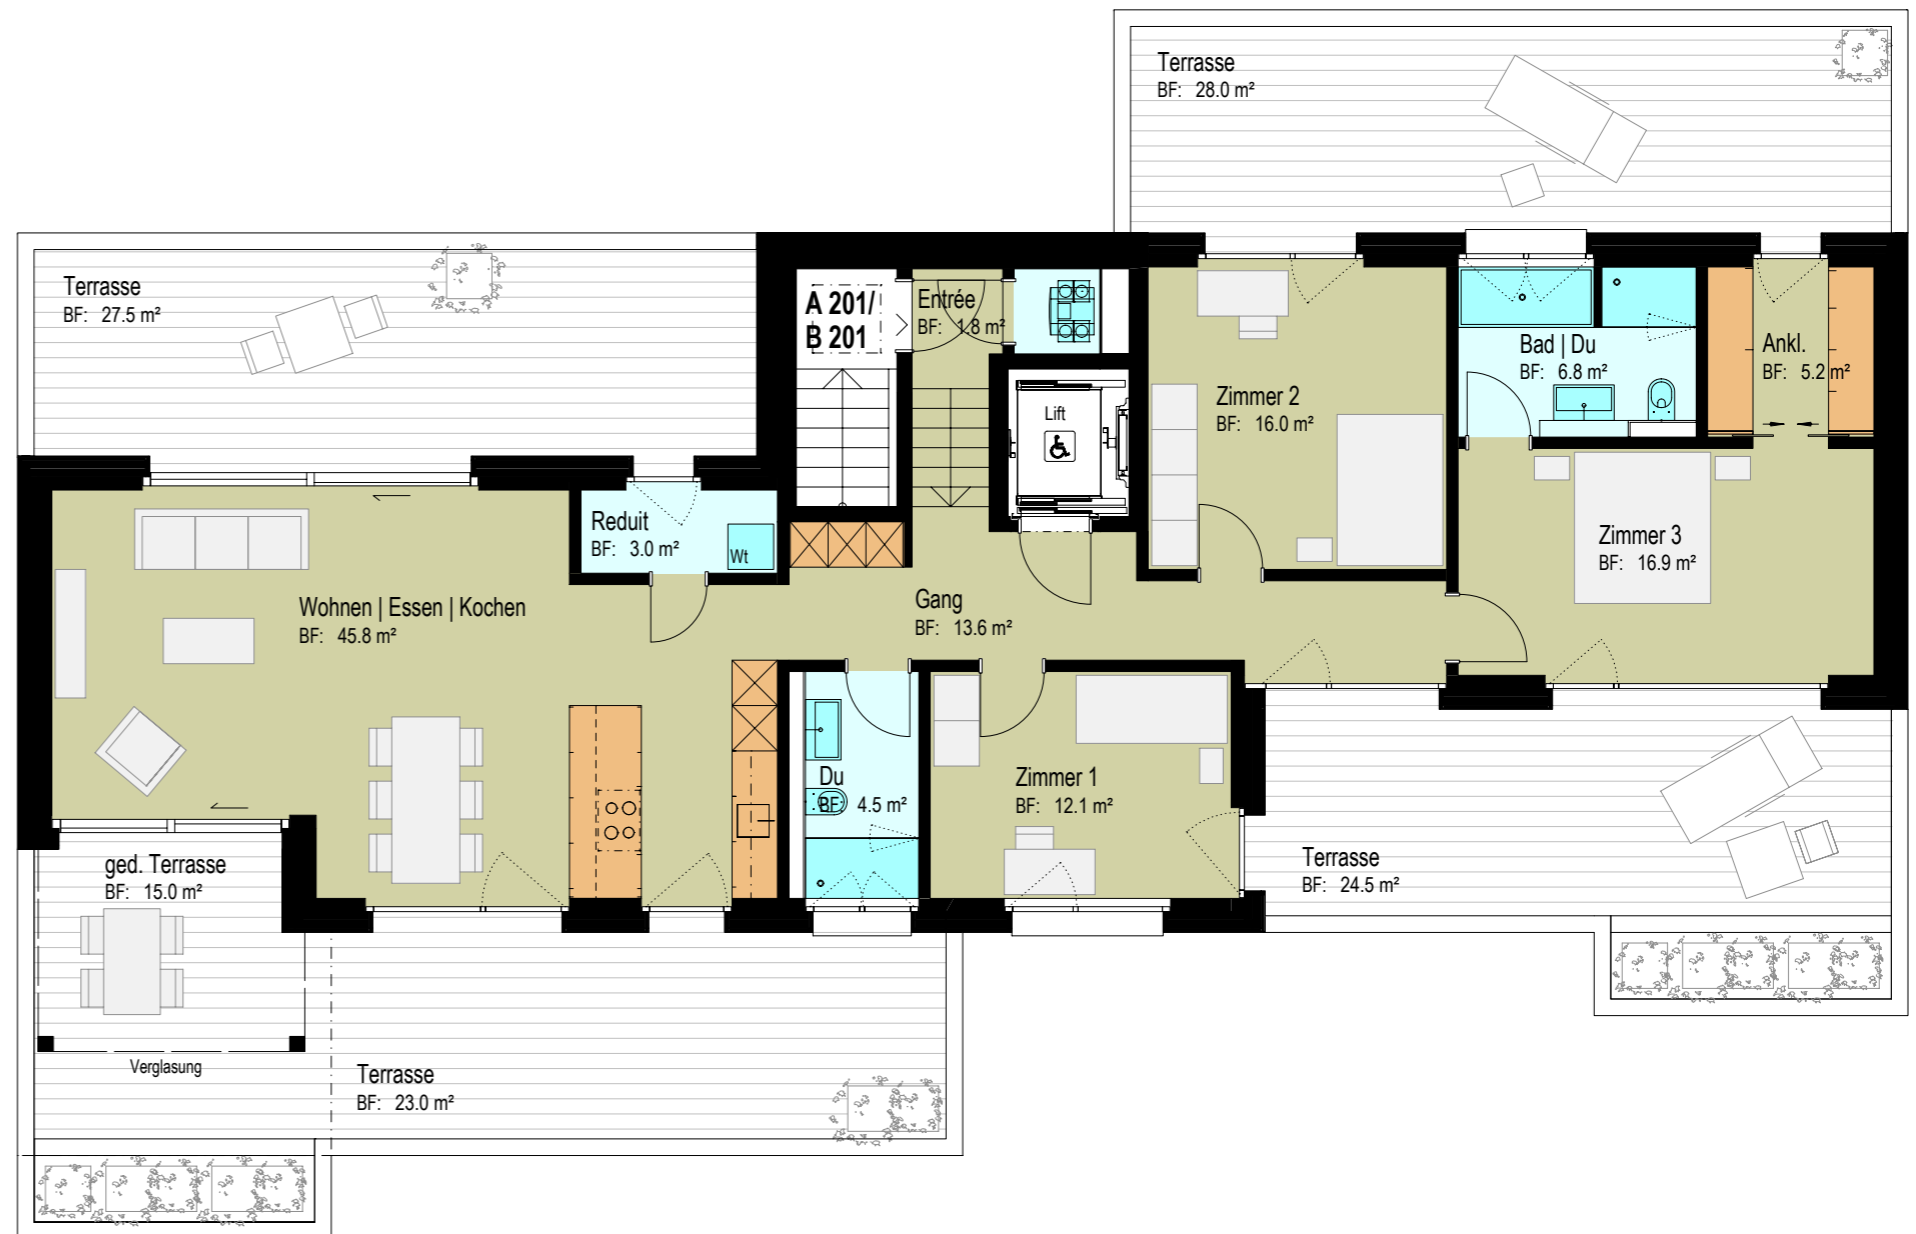 Terrasse
BF: 28.0 m²
Terrasse
BF: 27.5 m²
A 201/
B 201
Entrée
BF: 1.8 m²
Lift
Zimmer 2
BF: 16.0 m²
Bad | Du
BF: 6.8 m²
Ankl.
BF: 5.2 m²
Reduit
BF: 3.0 m²
Wt
Zimmer 3
BF: 16.9 m²
Wohnen | Essen | Kochen
BF: 45.8 m²
Gang
BF: 13.6 m²
Du
BF: 4.5 m²
Zimmer 1
BF: 12.1 m²
ged. Terrasse
BF: 15.0 m²
Terrasse
BF: 24.5 m²
Verglasung
Terrasse
BF: 23.0 m²